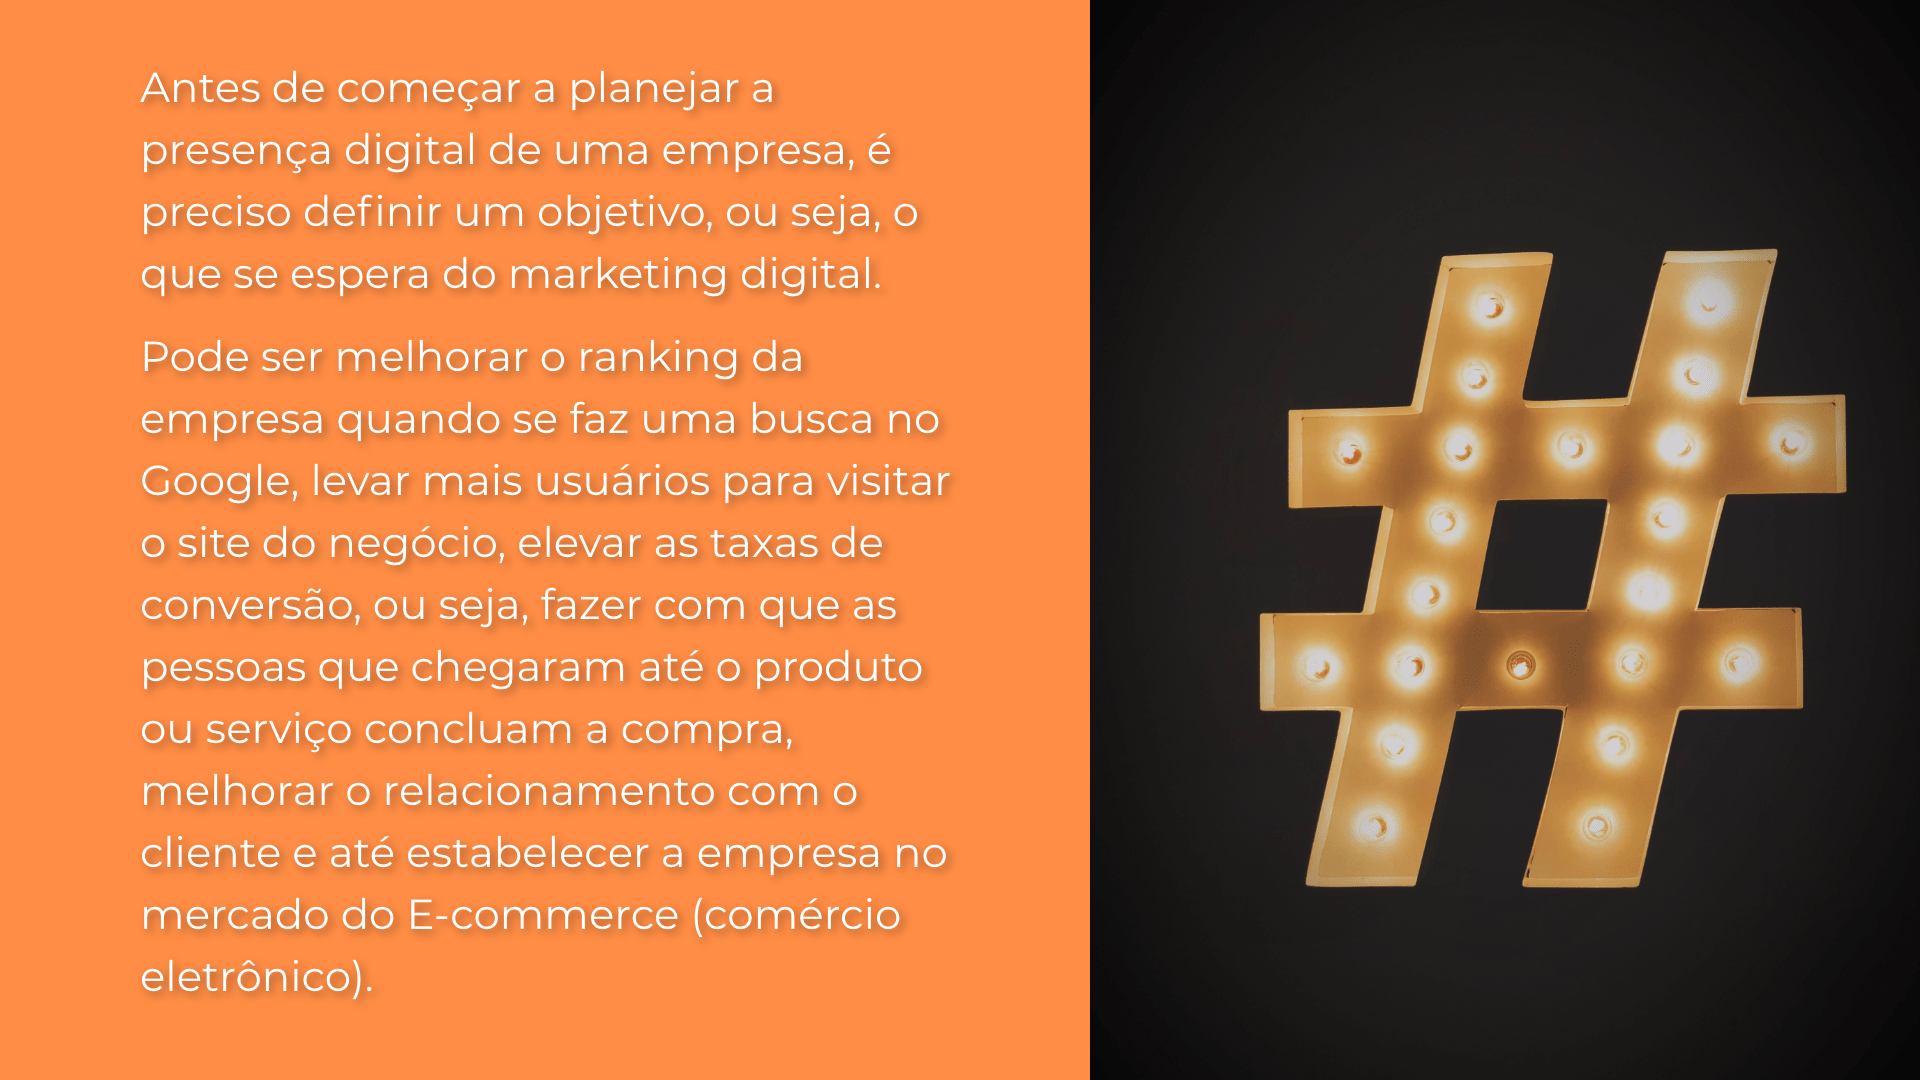 Antes de começar a planejar a
presença digital de uma empresa, é
preciso definir um objetivo, ou seja, o
que se espera do marketing digital.
Pode ser melhorar o ranking da
empresa quando se faz uma busca no
Google, levar mais usuários para visitar
o site do negócio, elevar as taxas de
conversão, ou seja, fazer com que as
pessoas que chegaram até o produto
ou serviço concluam a compra,
melhorar o relacionamento com o
cliente e até estabelecer a empresa no
mercado do E-commerce (comércio
eletrônico).
#